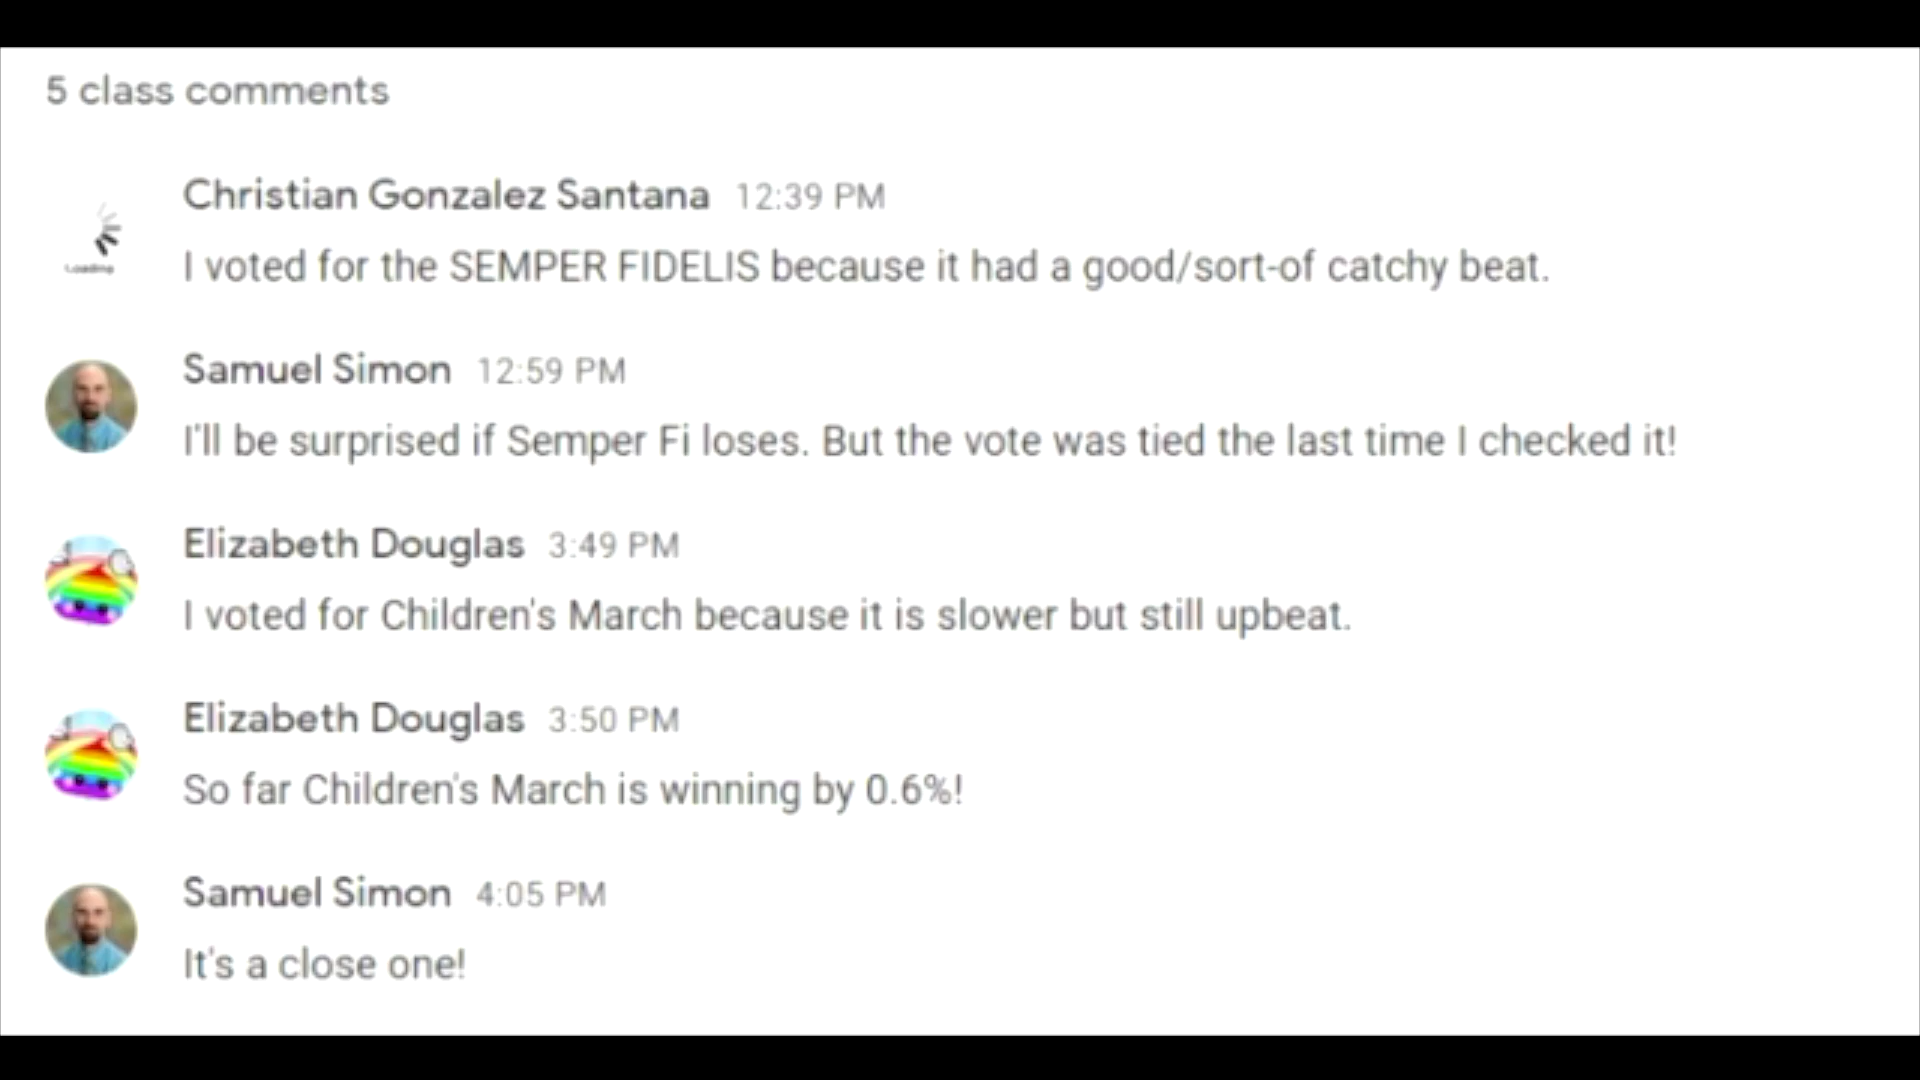 5 class comments
Christian Gonzalez Santana 12:39 PM
Loading
I voted for the SEMPER FIDELIS because it had a good/sort-of catchy beat.
Samuel Simon 12:59 PM
I'll be surprised if Semper Fi loses. But the vote was tied the last time I checked it!
Elizabeth Douglas 3:49 PM
I voted for Children's March because it is slower but still upbeat.
Elizabeth Douglas 3:50 PM
So far Children's March is winning by 0.6%!
Samuel Simon 4:05 PM
It's a close one!